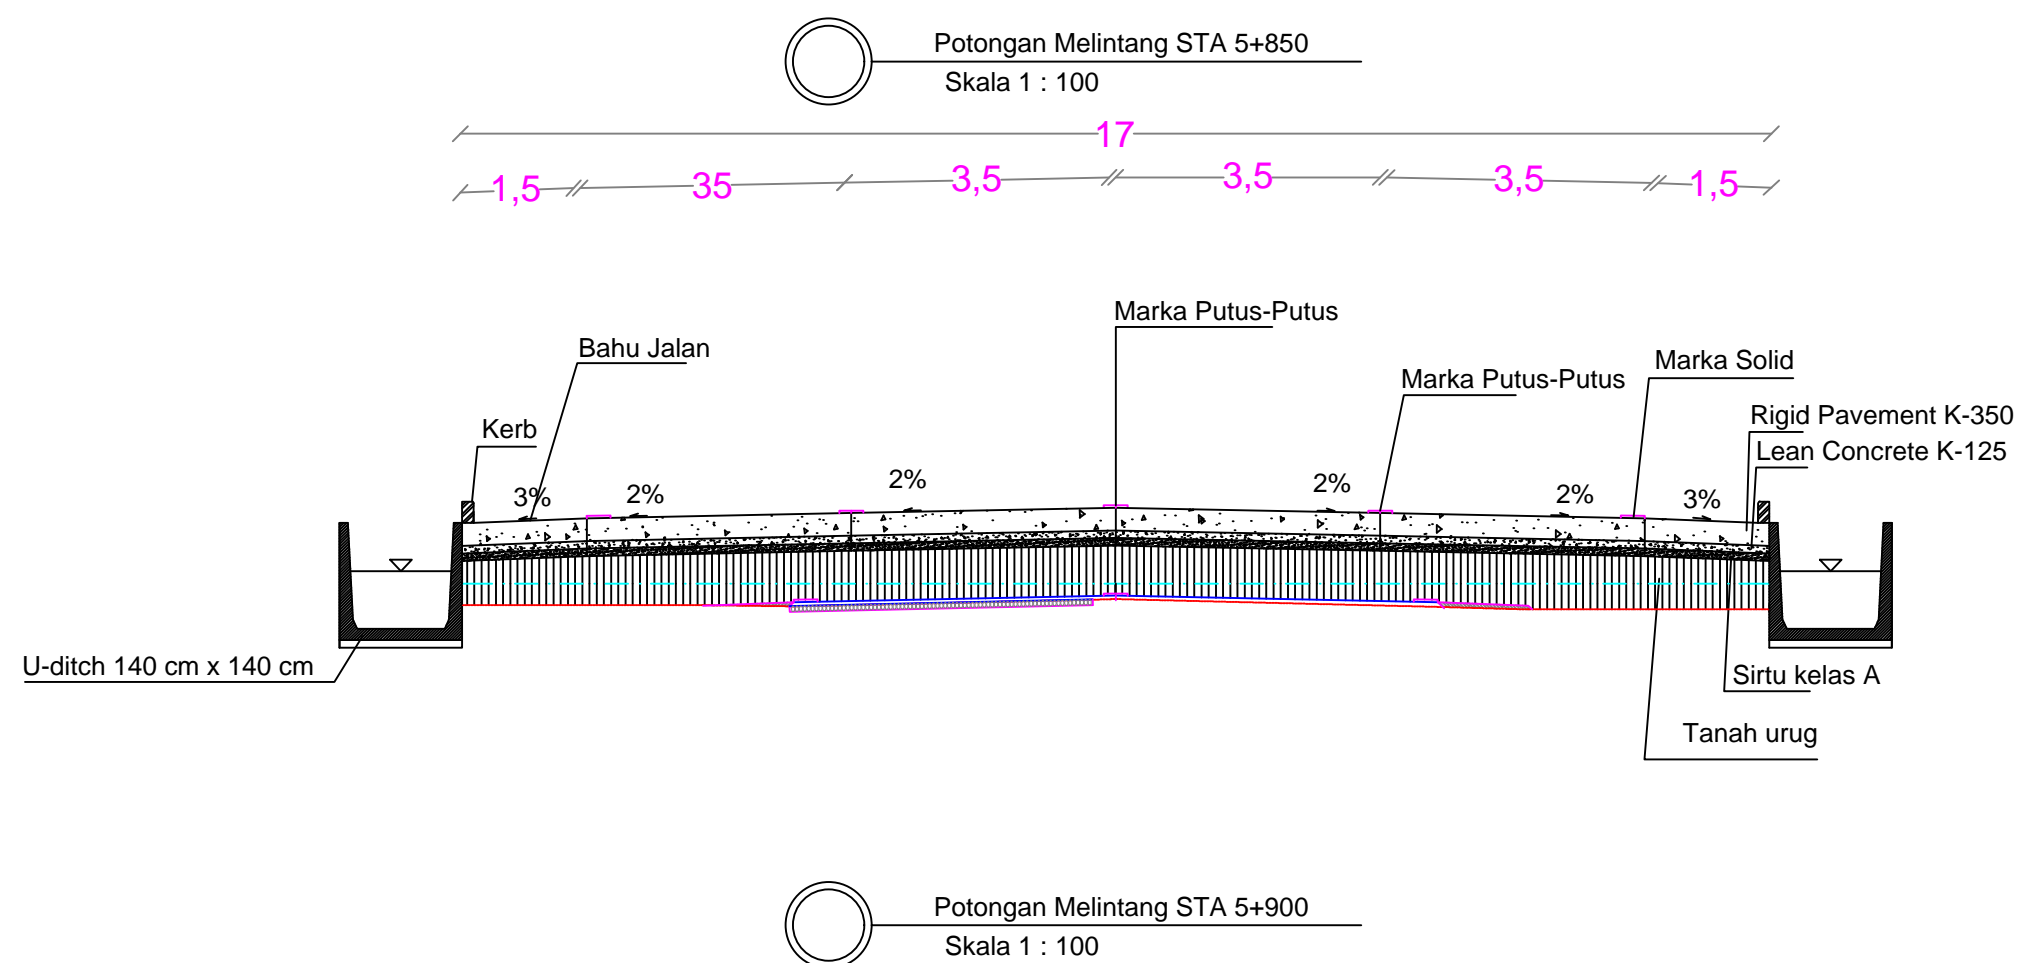 Potongan Melintang STA 5+850
Skala 1 : 100
17
1,5 35 3,5 3,5 3,5 1,5
Marka Putus-Putus
Bahu Jalan
Marka Solid
Marka Putus-Putus
Kerb
Rigid Pavement K-350
Lean Concrete K-125
3% 2% 2% 2% 2% 3%
U-ditch 140 cm x 140 cm
Sirtu kelas A
Tanah urug
Potongan Melintang STA 5+900
Skala 1 : 100